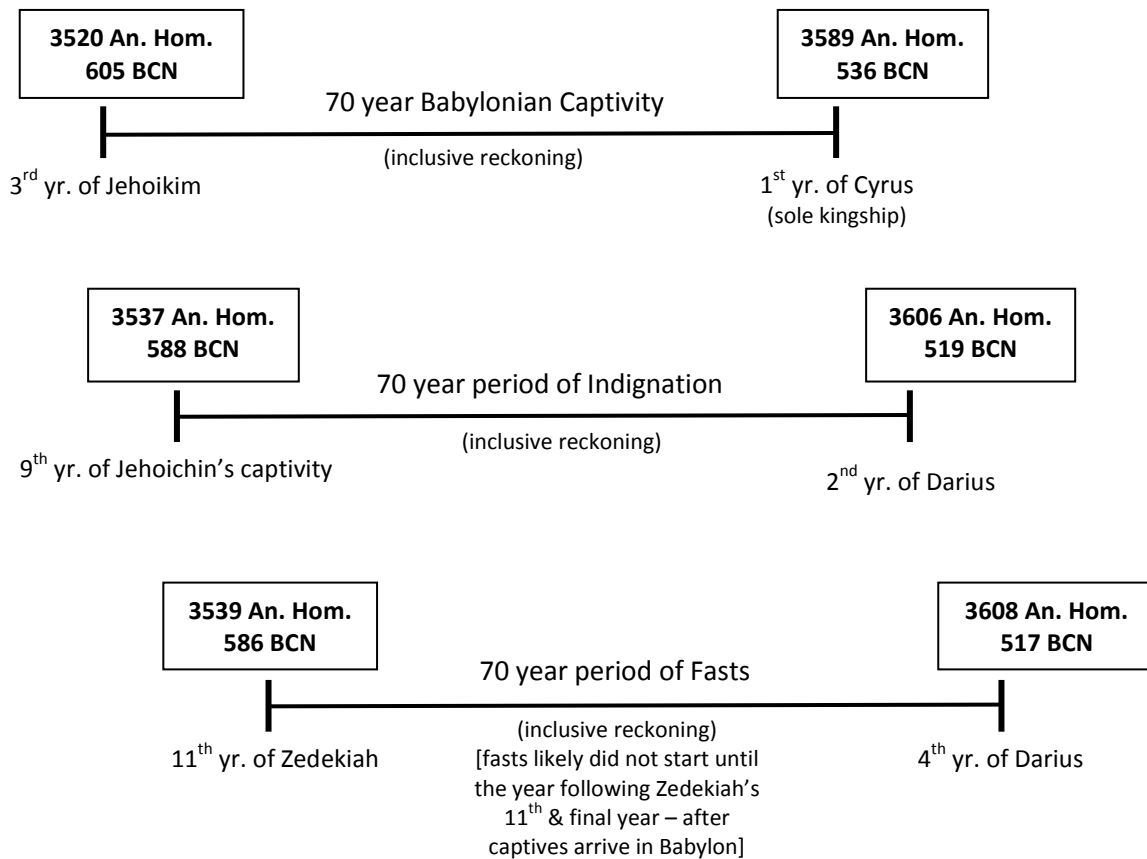 3520 An. Hom.
605 BCN
3589 An. Hom.
536 BCN
70 year Babylonian Captivity
(inclusive reckoning)
3rd yr. of Jehoikim
1st yr. of Cyrus
(sole kingship)
3537 An. Hom.
588 BCN
3606 An. Hom.
519 BCN
70 year period of Indignation
(inclusive reckoning)
9th yr. of Jehoichin’s captivity
2nd yr. of Darius
3539 An. Hom.
586 BCN
3608 An. Hom.
517 BCN
70 year period of Fasts
(inclusive reckoning)
[fasts likely did not start until
the year following Zedekiah’s
11th & final year – after
captives arrive in Babylon]
11th yr. of Zedekiah
4th yr. of Darius